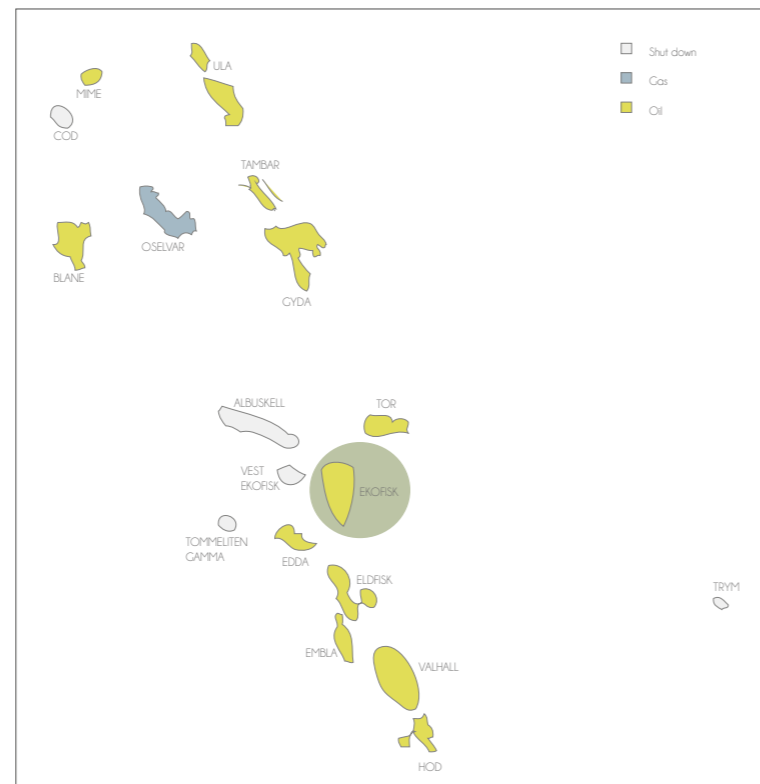 ULA
Shut down
MIME
Gas
COD
Oil
TAMBAR
OSELVAR
BLANE
GYDA
ALBUSKELL
TOR
VEST
EKOFISK
EKOFISK
TOMMELITEN
GAMMA
EDDA
ELDFISK
TRYM
EMBLA
VALHALL
HOD